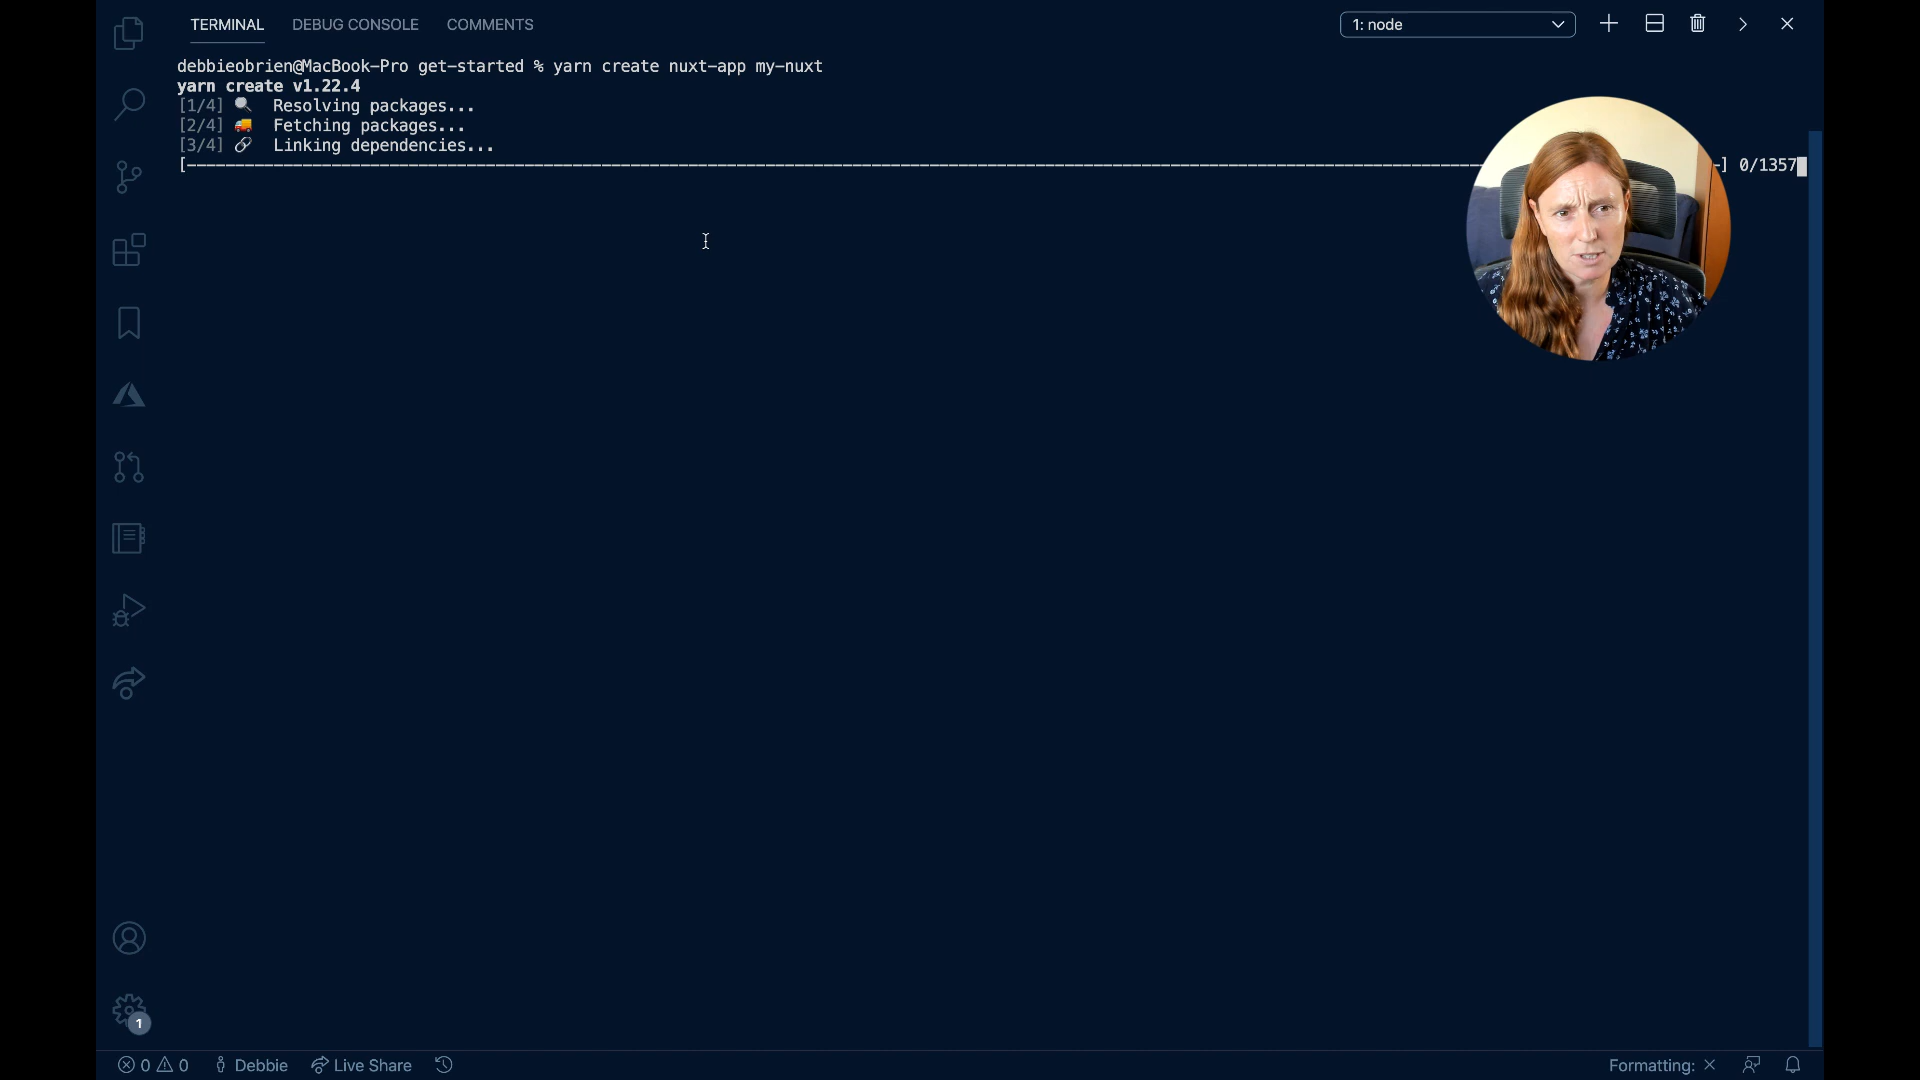 TERMINAL DEBUG CONSOLE COMMENTS 1: node
debbieobrien@MacBook-Pro get-started % yarn create nuxt-app my-nuxt
yarn create v1.22.4
[1/4] 🔍 Resolving packages...
[2/4] 🚚 Fetching packages...
[3/4] 🔗 Linking dependencies...
[----------------------------------------------------------------] 0/1357
1
0 0 Debbie Live Share Formatting: ×